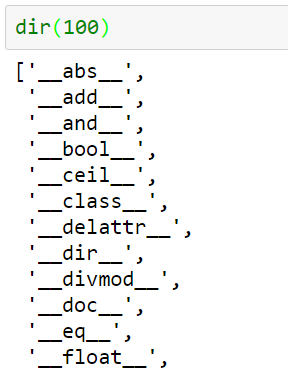 dir(100)
['__abs__',
'__add__',
'__and__',
'__bool__',
'__ceil__',
'__class__',
'__delattr__',
'__dir__',
'__divmod__',
'__doc__',
'__eq__',
'__float__',